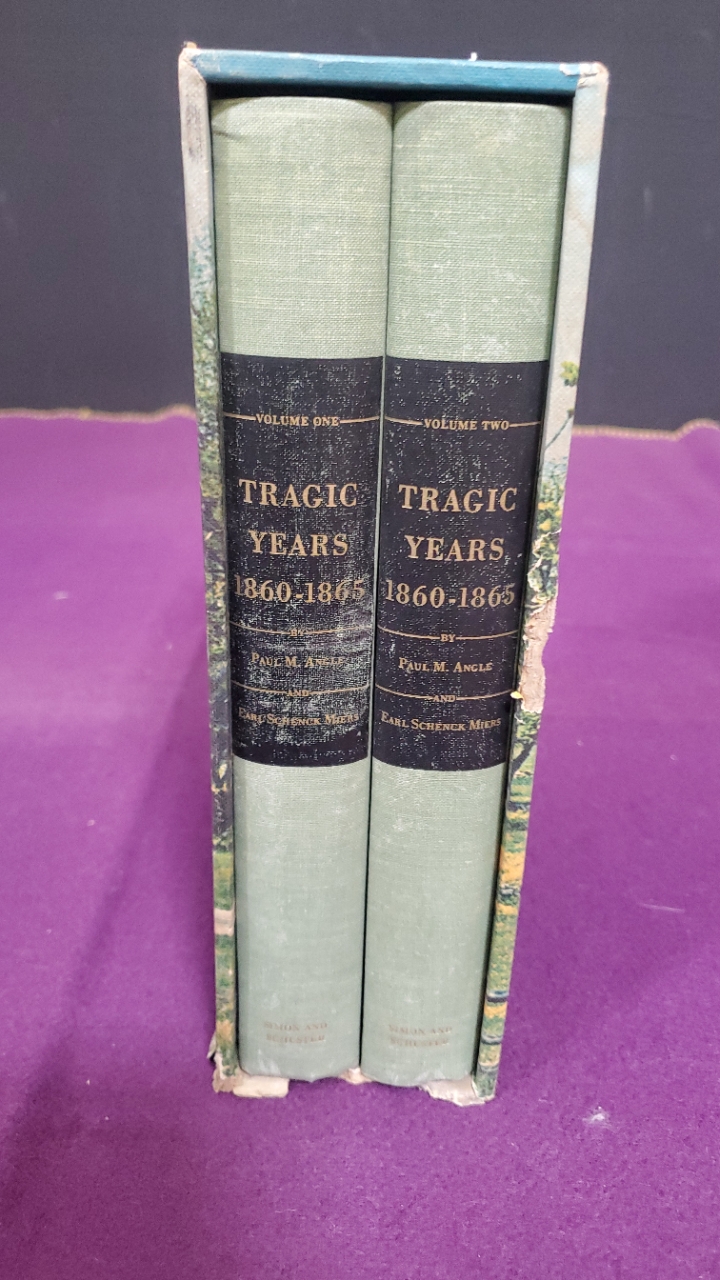 VOLUME ONE
TRAGIC
YEARS
1860-1865
BY
PAUL M. ANGLE
AND
EARL SCHENCK MIERS
SIMON AND
SCHUSTER
VOLUME TWO
TRAGIC
YEARS
1860-1865
BY
PAUL M. ANGLE
AND
EARL SCHENCK MIERS
SIMON AND
SCHUSTER